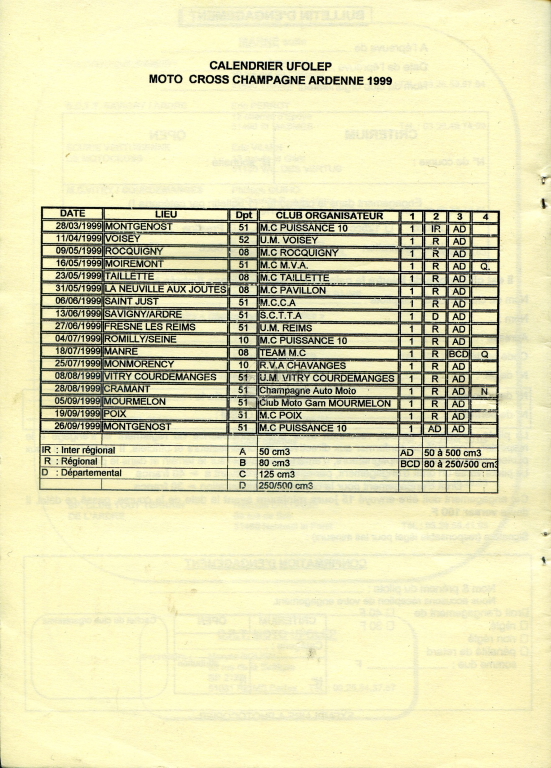 CALENDRIER UFOLEP
MOTO CROSS CHAMPAGNE ARDENNE 1999
DATE LIEU Dpt CLUB ORGANISATEUR 1 2 3 4
28/03/1999 MONTGENOST 51 M.C PUISSANCE 10 1 IR AD
11/04/1999 VOISEY 52 U.M. VOISEY 1 R AD
09/05/1999 ROCQUIGNY 08 M.C ROCQUIGNY 1 R AD
16/05/1999 MOIREMONT 51 M.C M.V.A. 1 R AD Q.
23/05/1999 TAILLETTE 08 M.C TAILLETTE 1 R AD
31/05/1999 LA NEUVILLE AUX JOUTES 08 M.C PAVILLON 1 R AD
06/06/1999 SAINT JUST 51 M.C.C.A 1 R AD
13/06/1999 SAVIGNY/ARDRE 51 S.C.T.T.A 1 D AD
27/06/1999 FRESNE LES REIMS 51 U.M. REIMS 1 R AD
04/07/1999 ROMILLY/SEINE 10 M.C PUISSANCE 10 1 R AD
18/07/1999 MANRE 08 TEAM M.C 1 R BCD Q
25/07/1999 MONMORENCY 10 R.V.A CHAVANGES 1 R AD
08/08/1999 VITRY COURDEMANGES 51 U.M. VITRY COURDEMANGES 1 R AD
28/08/1999 CRAMANT 51 Champagne Auto Moto 1 R AD N
05/09/1999 MOURMELON 51 Club Moto Gam MOURMELON 1 R AD
19/09/1999 POIX 51 M.C POIX 1 R AD
26/09/1999 MONTGENOST 51 M.C PUISSANCE 10 1 AD AD
IR : Inter régional A 50 cm3 AD 50 à 500 cm3
R : Régional B 80 cm3 BCD 80 à 250/500 cm3
D : Départemental C 125 cm3
D 250/500 cm3